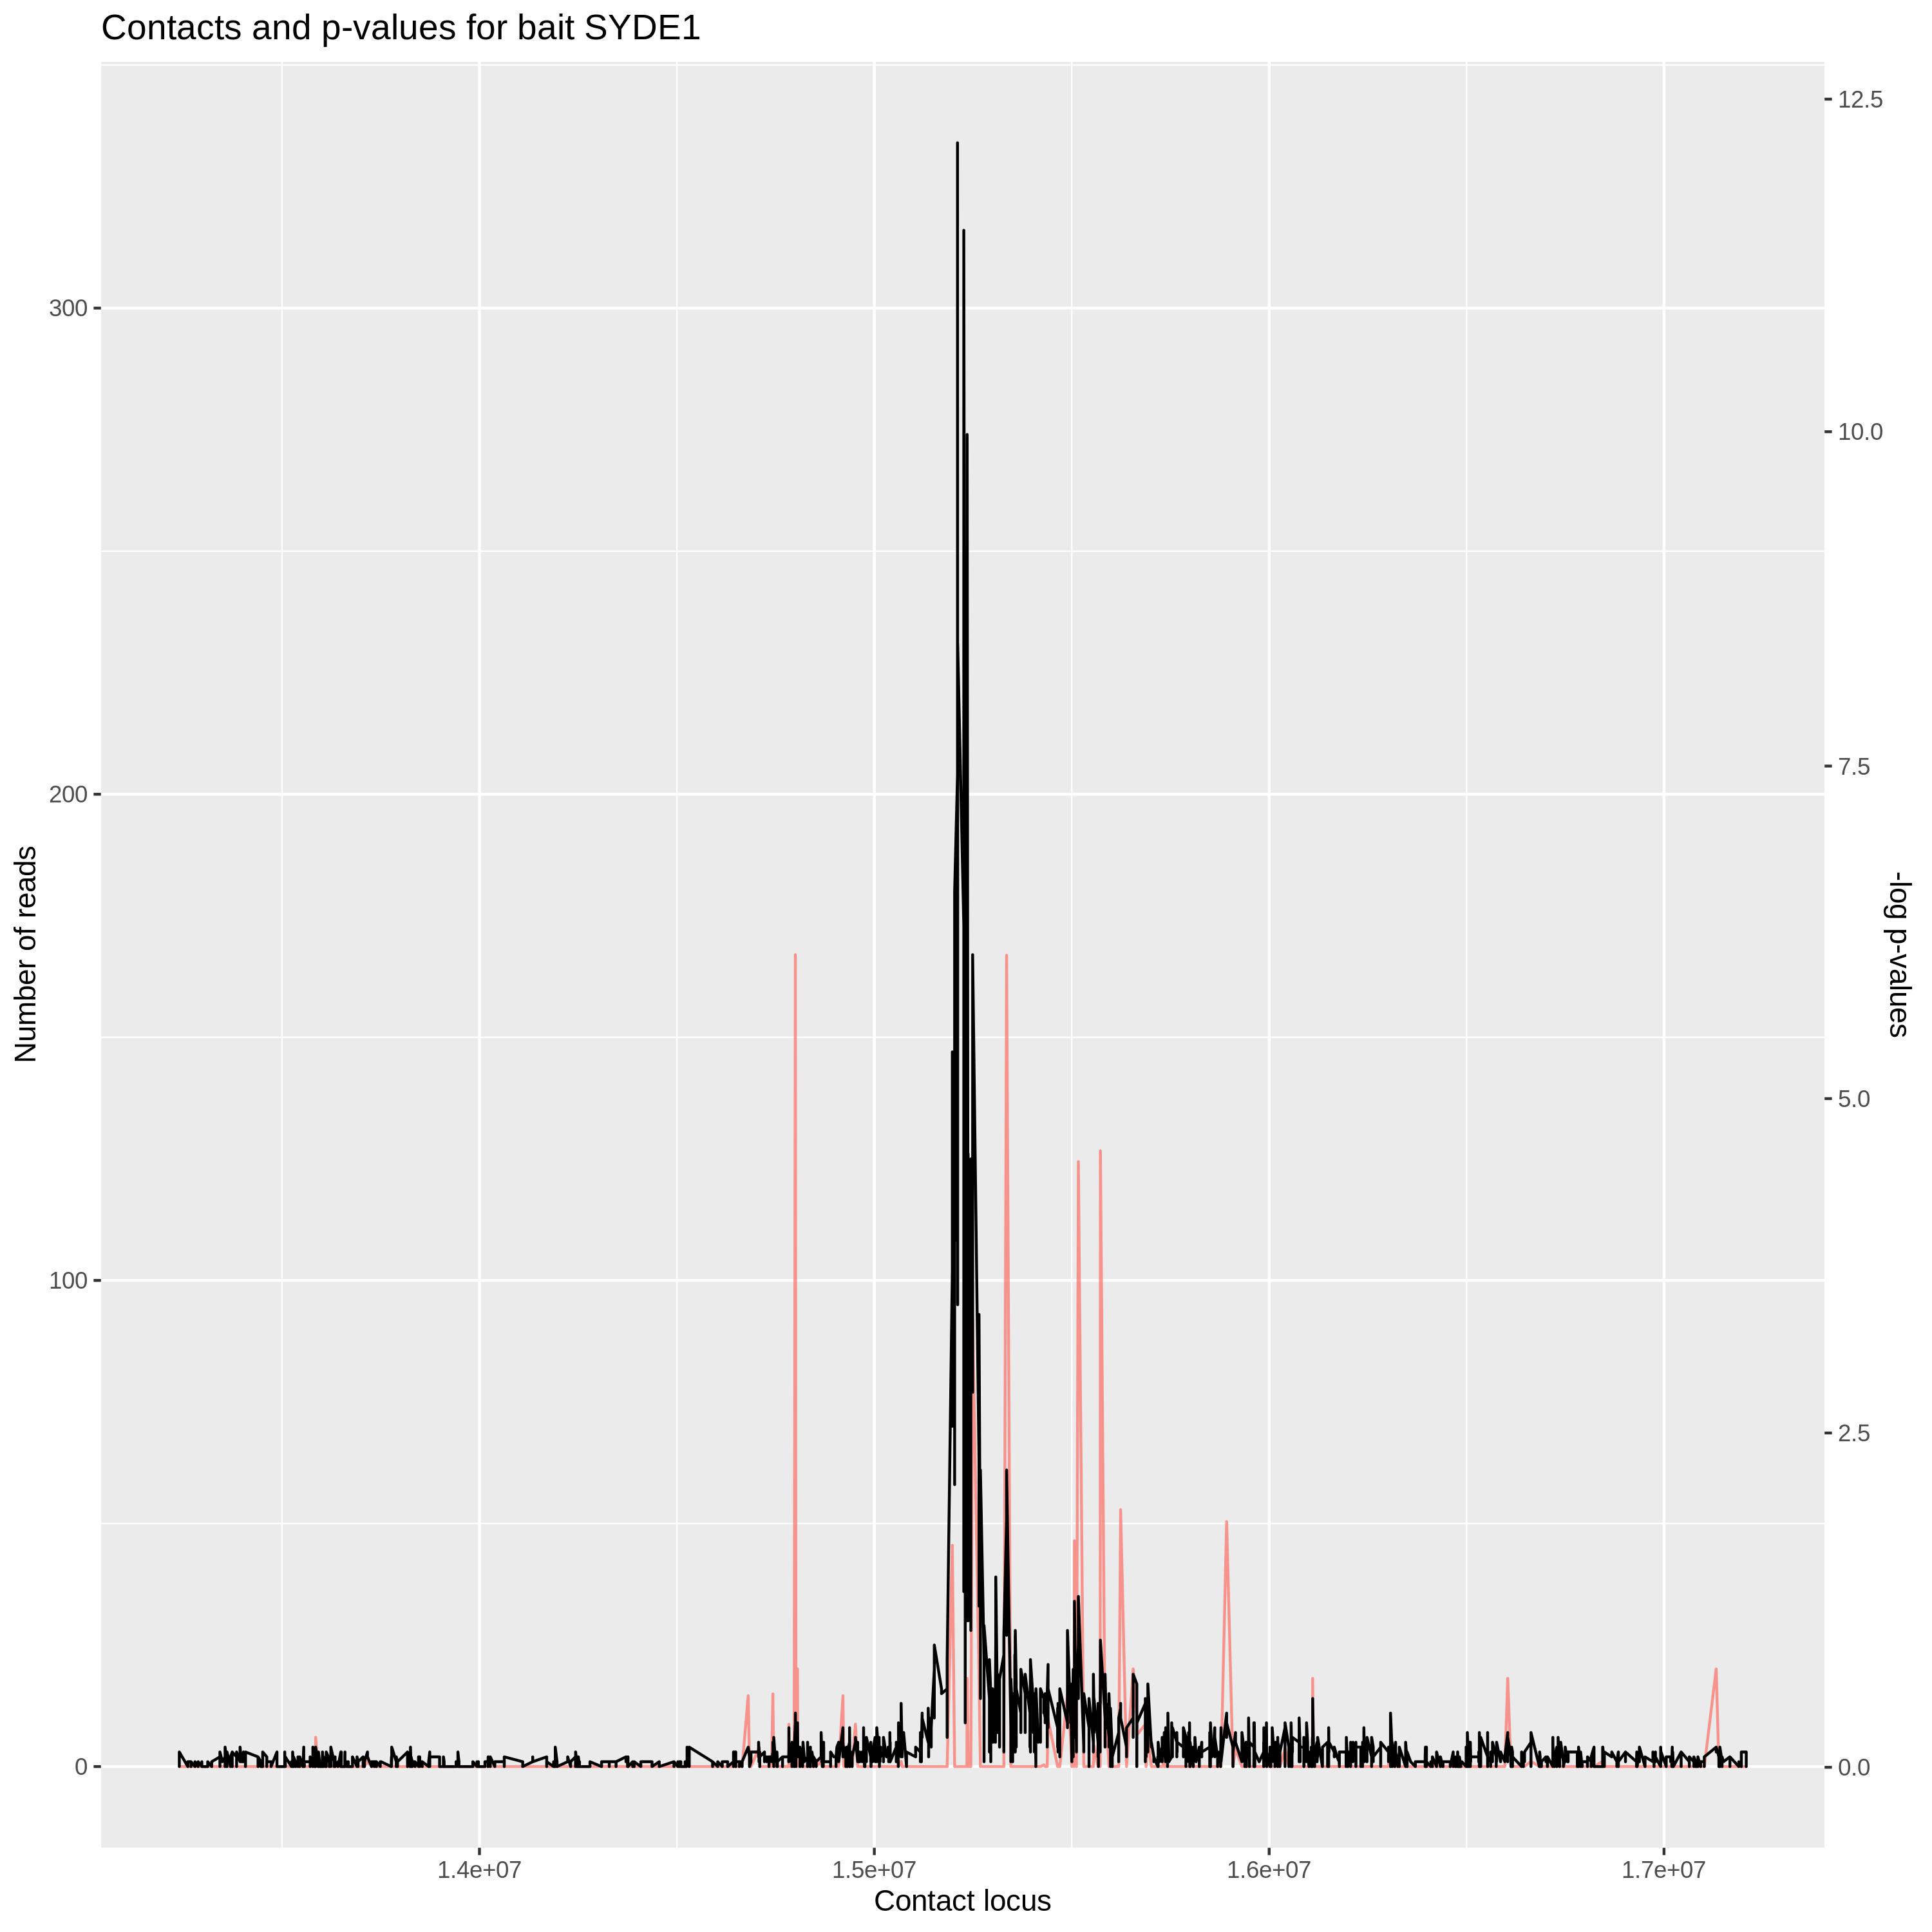 Contacts and p-values for bait SYDE1
Number of reads
300
200
100
0
12.5
10.0
7.5
5.0
2.5
0.0
-log p-values
1.4e+07
1.5e+07
1.6e+07
1.7e+07
Contact locus